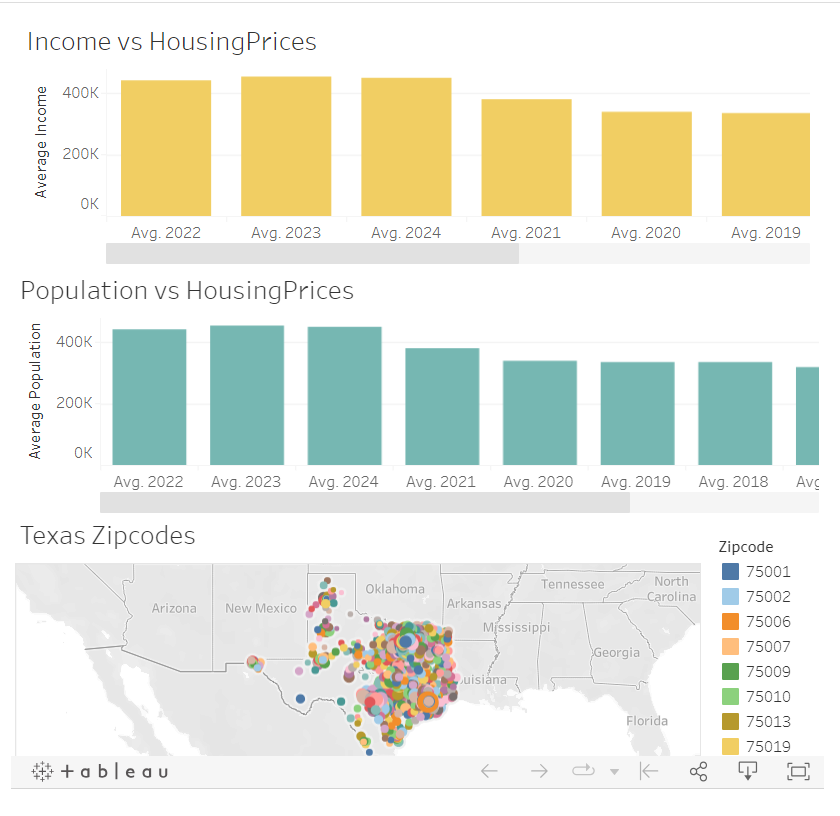 Income vs HousingPrices
Average Income
400K
200K
0K
Avg. 2022 Avg. 2023 Avg. 2024 Avg. 2021 Avg. 2020 Avg. 2019
Population vs HousingPrices
Average Population
400K
200K
0K
Avg. 2022 Avg. 2023 Avg. 2024 Avg. 2021 Avg. 2020 Avg. 2019 Avg. 2018 Avg
Texas Zipcodes
Arizona
New Mexico
Oklahoma
Arkansas
Tennessee
North
Carolina
Mississippi
Georgia
uisiana
Florida
Zipcode
75001
75002
75006
75007
75009
75010
75013
75019
+ a b l e a u